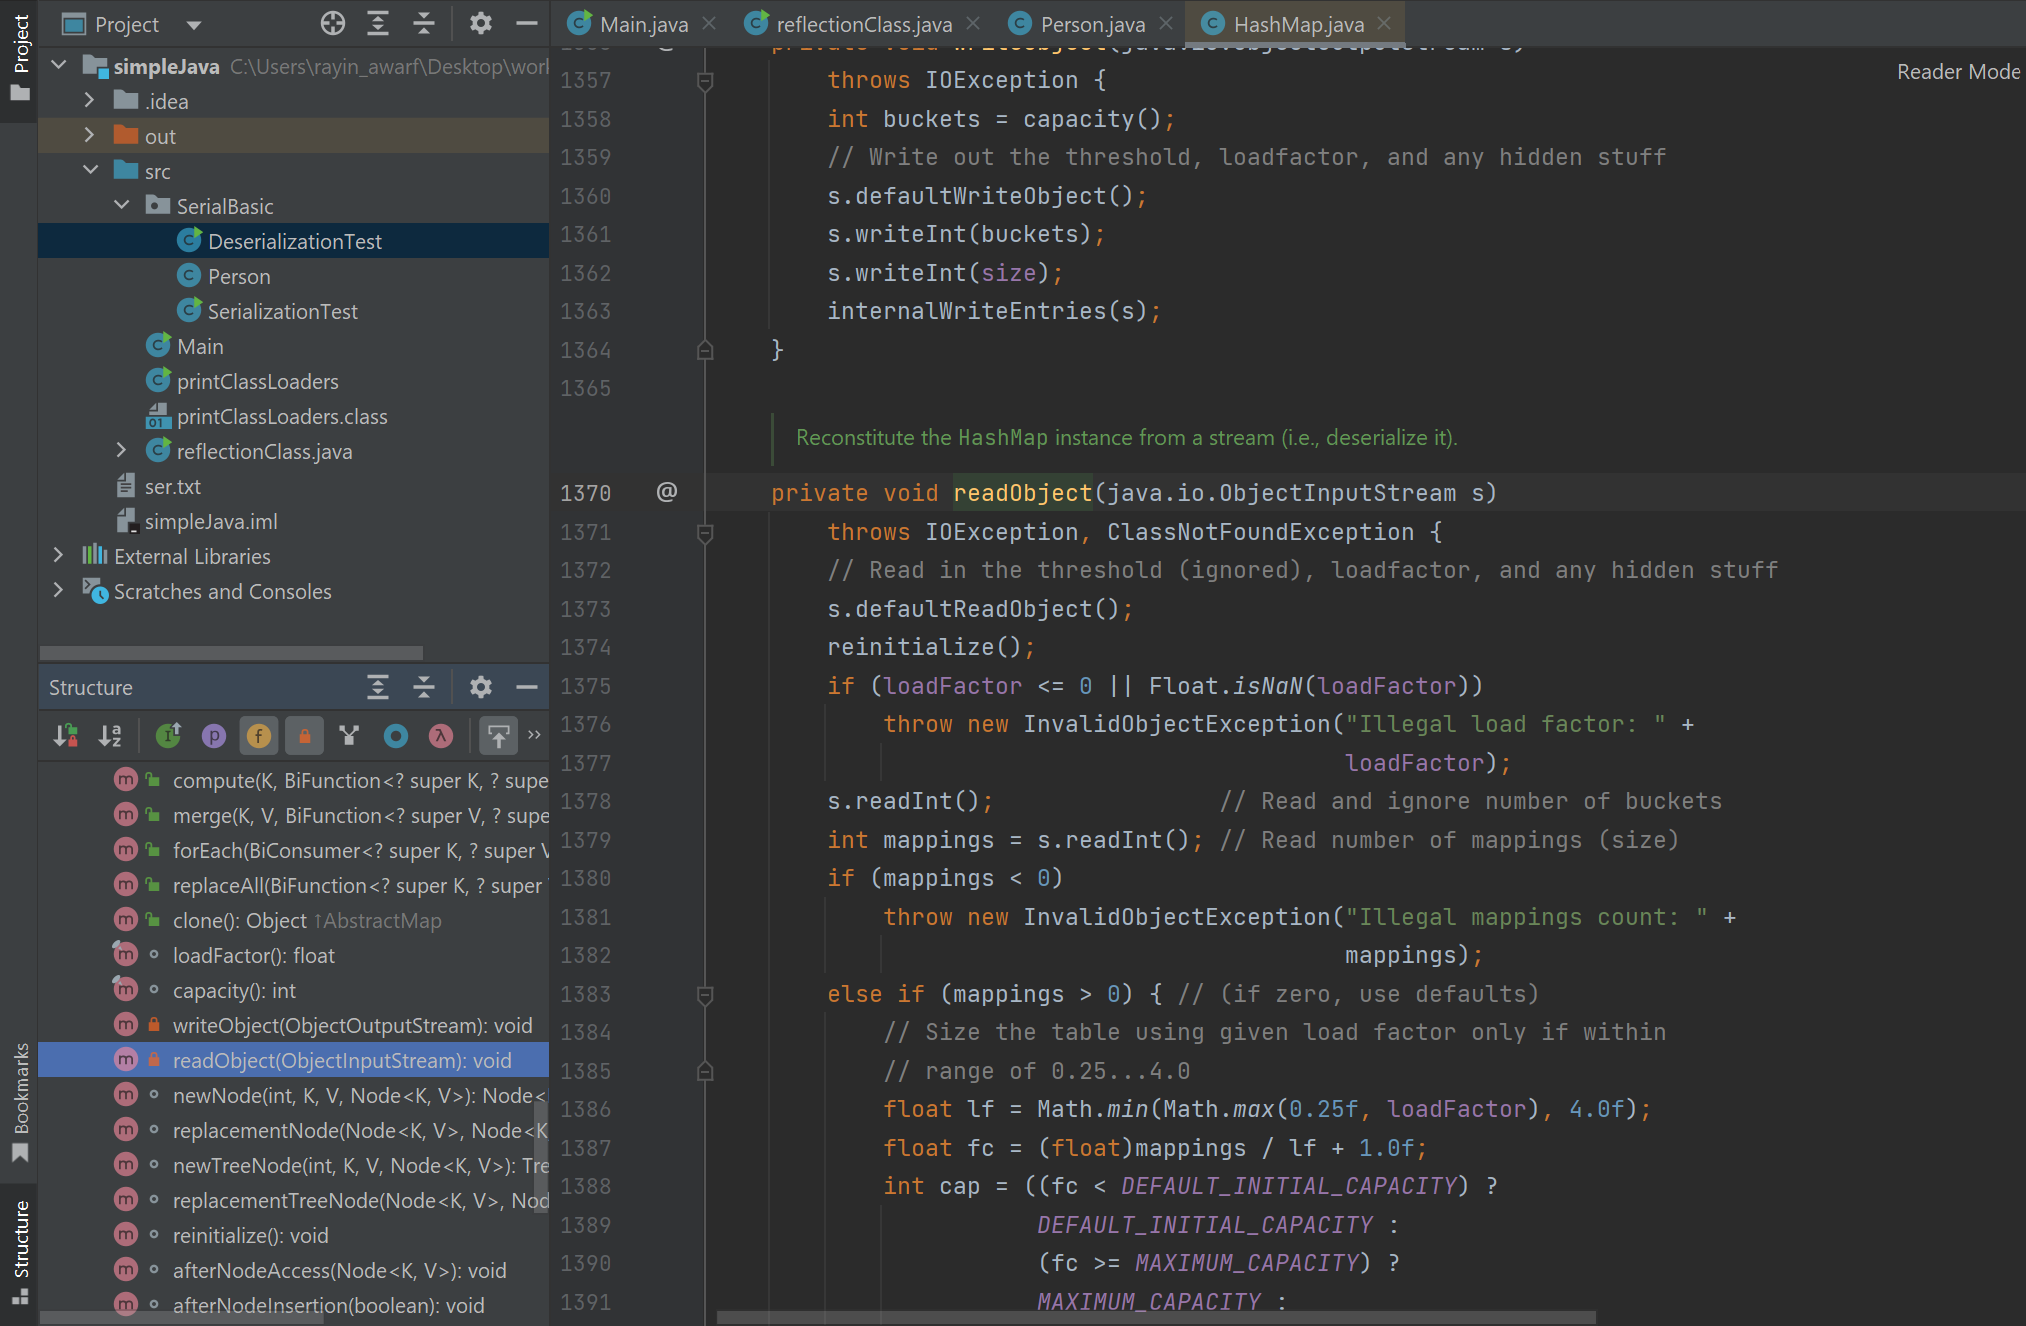 Project
Project
simpleJava C:\Users\rayin_awarf\Desktop\work
.idea
out
src
SerialBasic
DeserializationTest
Person
SerializationTest
Main
printClassLoaders
printClassLoaders.class
reflectionClass.java
ser.txt
simpleJava.iml
External Libraries
Scratches and Consoles
Structure
compute(K, BiFunction<? super K, ? supe
merge(K, V, BiFunction<? super V, ? supe
forEach(BiConsumer<? super K, ? super V
replaceAll(BiFunction<? super K, ? super
clone(): Object ↑AbstractMap
loadFactor(): float
capacity(): int
writeObject(ObjectOutputStream): void
readObject(ObjectInputStream): void
newNode(int, K, V, Node<K, V>): Node<
replacementNode(Node<K, V>, Node<K
newTreeNode(int, K, V, Node<K, V>): Tre
replacementTreeNode(Node<K, V>, Nod
reinitialize(): void
afterNodeAccess(Node<K, V>): void
afterNodeInsertion(boolean): void
Bookmarks
Structure
Main.java
reflectionClass.java
Person.java
HashMap.java
Reader Mode
private void writeObject(java.io.ObjectOutputStream s)
1357 throws IOException {
1358 int buckets = capacity();
1359 // Write out the threshold, loadfactor, and any hidden stuff
1360 s.defaultWriteObject();
1361 s.writeInt(buckets);
1362 s.writeInt(size);
1363 internalWriteEntries(s);
1364 }
1365
Reconstitute the HashMap instance from a stream (i.e., deserialize it).
1370 @ private void readObject(java.io.ObjectInputStream s)
1371 throws IOException, ClassNotFoundException {
1372 // Read in the threshold (ignored), loadfactor, and any hidden stuff
1373 s.defaultReadObject();
1374 reinitialize();
1375 if (loadFactor <= 0 || Float.isNaN(loadFactor))
1376 throw new InvalidObjectException("Illegal load factor: " +
1377 loadFactor);
1378 s.readInt(); // Read and ignore number of buckets
1379 int mappings = s.readInt(); // Read number of mappings (size)
1380 if (mappings < 0)
1381 throw new InvalidObjectException("Illegal mappings count: " +
1382 mappings);
1383 else if (mappings > 0) { // (if zero, use defaults)
1384 // Size the table using given load factor only if within
1385 // range of 0.25...4.0
1386 float lf = Math.min(Math.max(0.25f, loadFactor), 4.0f);
1387 float fc = (float)mappings / lf + 1.0f;
1388 int cap = ((fc < DEFAULT_INITIAL_CAPACITY) ?
1389 DEFAULT_INITIAL_CAPACITY :
1390 (fc >= MAXIMUM_CAPACITY) ?
1391 MAXIMUM_CAPACITY :